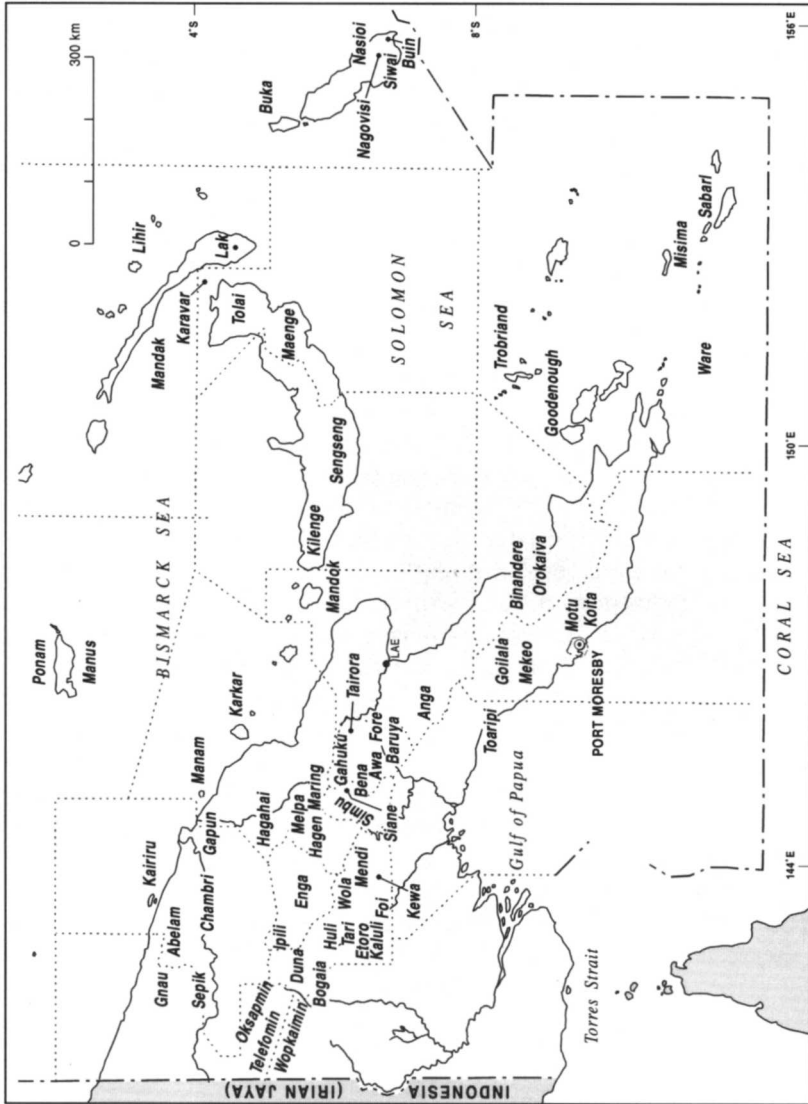 0 300 km
4°S
8°S
156°E
150°E
144°E
BISMARCK SEA
SOLOMON
SEA
CORAL SEA
Gulf of Papua
Torres Strait
INDONESIA
(IRIAN JAYA)
Ponam
Manus
Mandak
Karavar
Lihir
Lak
Tolai
Maenge
Sengseng
Kilenge
Mandok
Buka
Nagovisi
Nasioi
Siwai
Buin
Kairiru
Manam
Karkar
Gnau
Abelam
Sepik
Chambri
Gapun
Hagahai
Melpa
Hagen
Maring
Gahuku
Tairora
Bena
Awa
Fore
Baruya
Simbu
Siane
Enga
Ipili
Duna
Bogaia
Oksapmin
Telefomin
Wopkaimin
Huli
Tari
Etoro
Kaluli
Wola
Mendi
Foi
Kewa
LAE
Anga
Toaripi
Goilala
Mekeo
Binandere
Orokaiva
Motu
Koita
PORT MORESBY
Trobriand
Goodenough
Ware
Misima
Sabarl